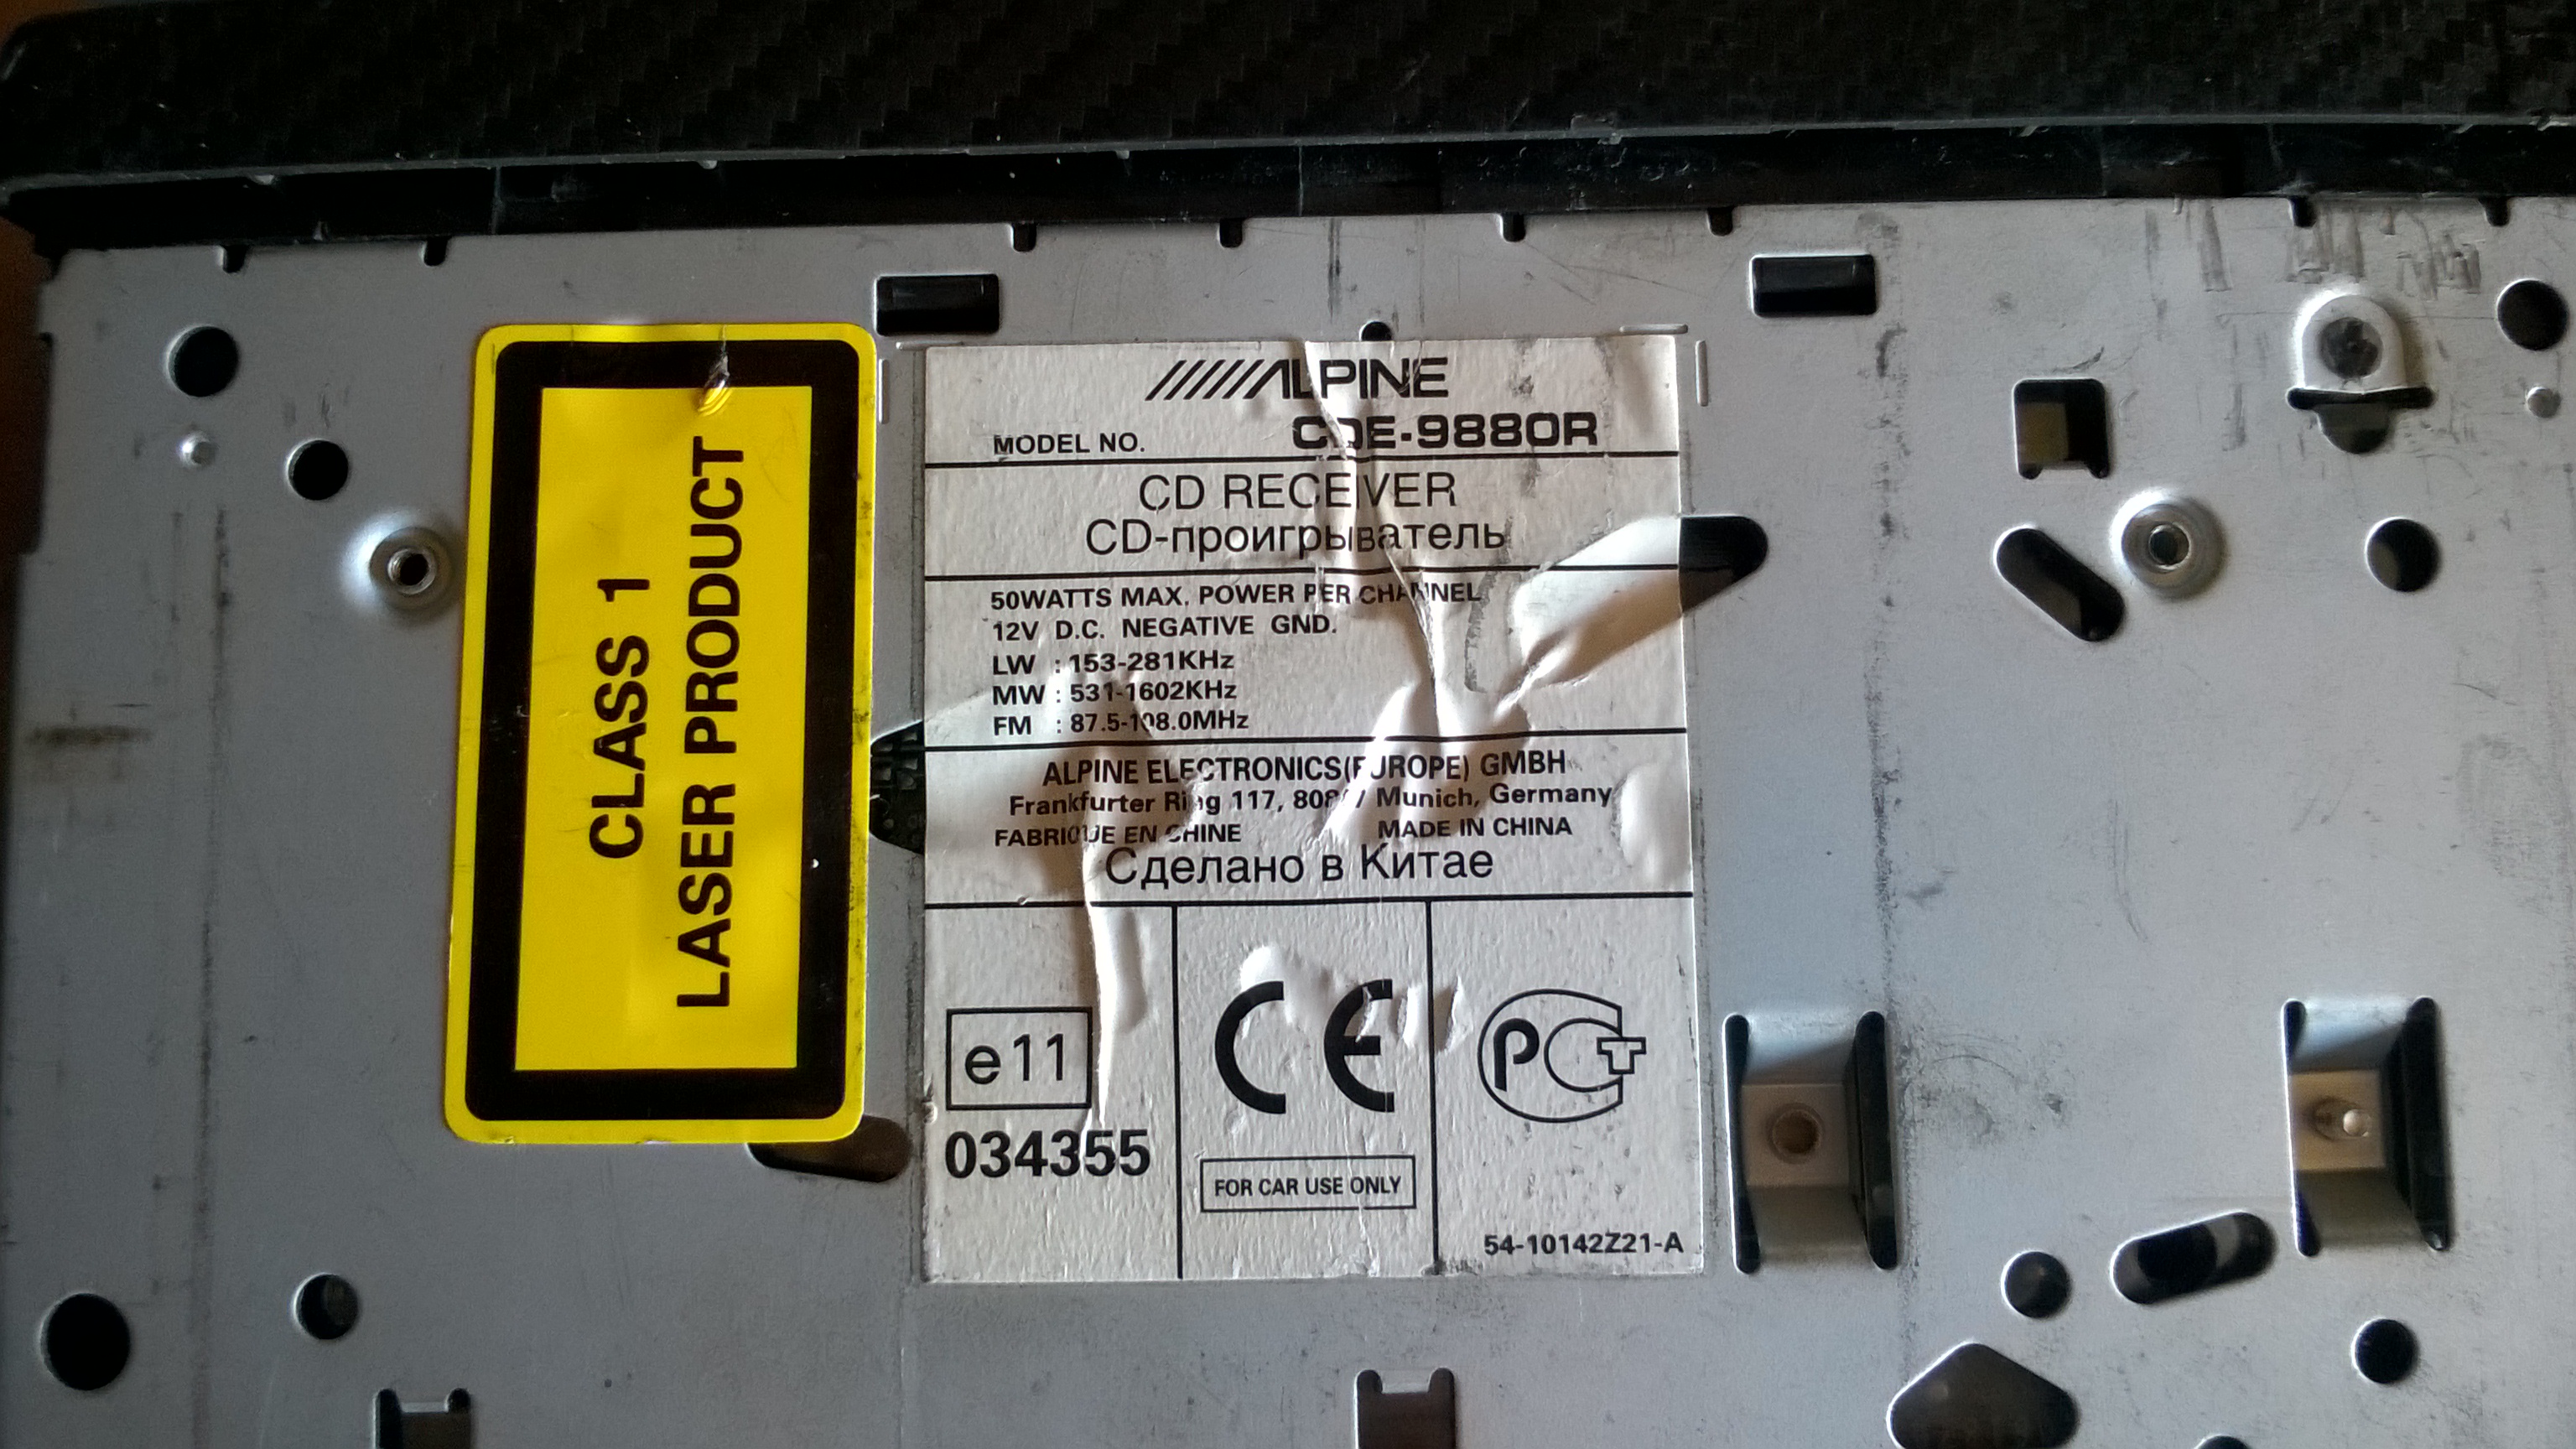 CLASS 1
LASER PRODUCT
ALPINE
MODEL NO. CDE-9880R
CD RECEIVER
CD-проигрыватель
50WATTS MAX. POWER PER CHANNEL
12V D.C. NEGATIVE GND.
LW : 153-281KHz
MW : 531-1602KHz
FM : 87.5-108.0MHz
ALPINE ELECTRONICS(EUROPE) GMBH
Frankfurter Ring 117, 80807 Munich, Germany
FABRIQUE EN CHINE MADE IN CHINA
Сделано в Китае
e11
034355
CE
FOR CAR USE ONLY
РСТ
54-10142Z21-A